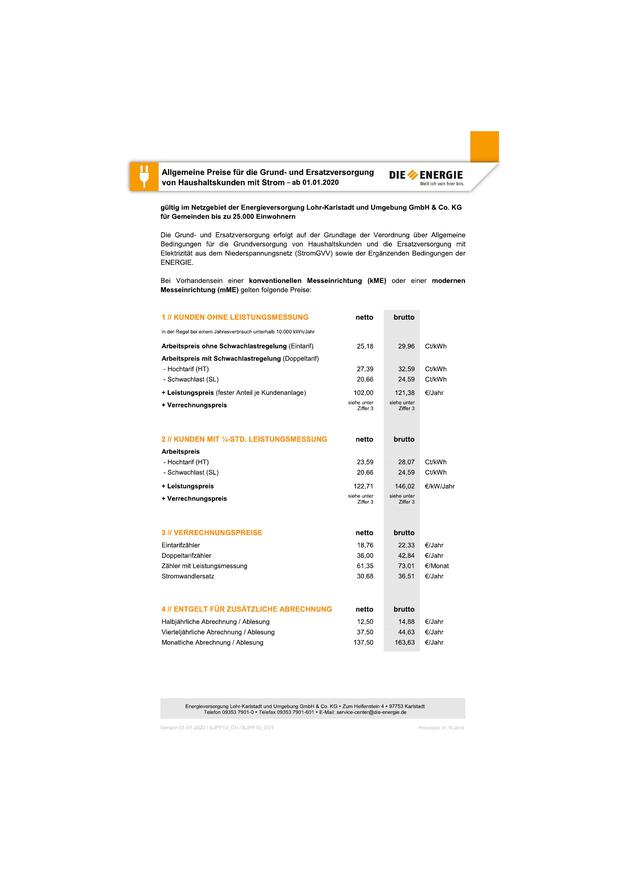 Allgemeine Preise für die Grund- und Ersatzversorgung
von Haushaltskunden mit Strom – ab 01.01.2020
DIE ENERGIE
Weil ich von hier bin.
gültig im Netzgebiet der Energieversorgung Lohr-Karlstadt und Umgebung GmbH & Co. KG
für Gemeinden bis zu 25.000 Einwohnern
Die Grund- und Ersatzversorgung erfolgt auf der Grundlage der Verordnung über Allgemeine
Bedingungen für die Grundversorgung von Haushaltskunden und die Ersatzversorgung mit
Elektrizität aus dem Niederspannungsnetz (StromGVV) sowie der Ergänzenden Bedingungen der
ENERGIE.
Bei Vorhandensein einer konventionellen Messeinrichtung (kME) oder einer modernen
Messeinrichtung (mME) gelten folgende Preise:
1 // KUNDEN OHNE LEISTUNGSMESSUNG netto brutto
in der Regel bei einem Jahresverbrauch unterhalb 10.000 kWh/Jahr
Arbeitspreis ohne Schwachlastregelung (Eintarif) 25,18 29,96 Ct/kWh
Arbeitspreis mit Schwachlastregelung (Doppeltarif)
- Hochtarif (HT) 27,39 32,59 Ct/kWh
- Schwachlast (SL) 20,66 24,59 Ct/kWh
+ Leistungspreis (fester Anteil je Kundenanlage) 102,00 121,38 €/Jahr
+ Verrechnungspreis siehe unter Ziffer 3 siehe unter Ziffer 3
2 // KUNDEN MIT ¼-STD. LEISTUNGSMESSUNG netto brutto
Arbeitspreis
- Hochtarif (HT) 23,59 28,07 Ct/kWh
- Schwachlast (SL) 20,66 24,59 Ct/kWh
+ Leistungspreis 122,71 146,02 €/kW/Jahr
+ Verrechnungspreis siehe unter Ziffer 3 siehe unter Ziffer 3
3 // VERRECHNUNGSPREISE netto brutto
Eintarifzähler 18,76 22,33 €/Jahr
Doppeltarifzähler 36,00 42,84 €/Jahr
Zähler mit Leistungsmessung 61,35 73,01 €/Monat
Stromwandlersatz 30,68 36,51 €/Jahr
4 // ENTGELT FÜR ZUSÄTZLICHE ABRECHNUNG netto brutto
Halbjährliche Abrechnung / Ablesung 12,50 14,88 €/Jahr
Vierteljährliche Abrechnung / Ablesung 37,50 44,63 €/Jahr
Monatliche Abrechnung / Ablesung 137,50 163,63 €/Jahr
Energieversorgung Lohr-Karlstadt und Umgebung GmbH & Co. KG • Zum Helfenstein 4 • 97753 Karlstadt
Telefon 09353 7901-0 • Telefax 09353 7901-601 • E-Mail: service-center@die-energie.de
Version 01-01-2020